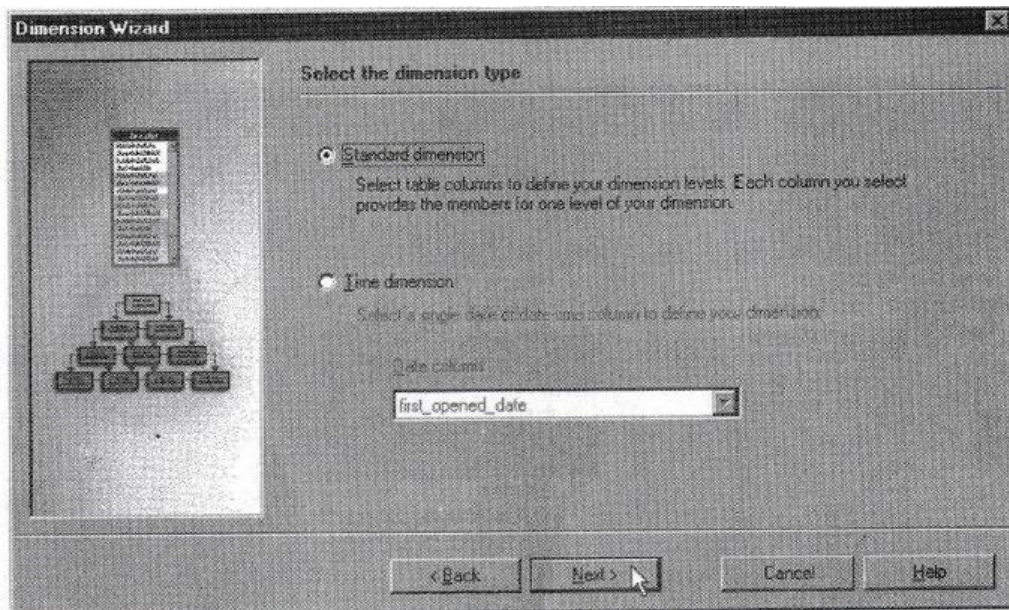 Dimension Wizard
Select the dimension type
Standard dimension
Select table columns to define your dimension levels. Each column you select
provides the members for one level of your dimension.
Time dimension
Select a single date or date-time column to define your dimension.
Date column:
first_opened_date
< Back
Next >
Cancel
Help